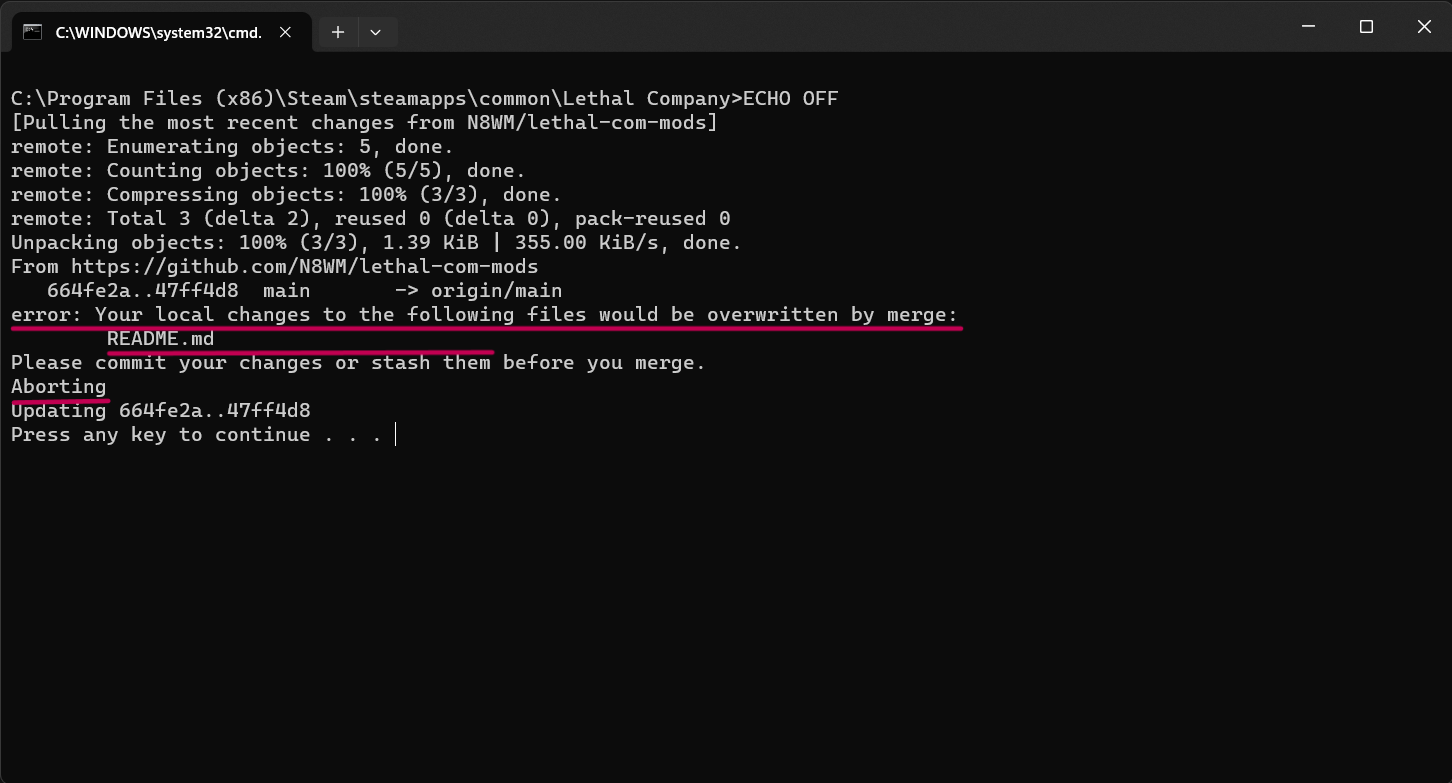 C:\WINDOWS\system32\cmd.
C:\Program Files (x86)\Steam\steamapps\common\Lethal Company>ECHO OFF
[Pulling the most recent changes from N8WM/lethal-com-mods]
remote: Enumerating objects: 5, done.
remote: Counting objects: 100% (5/5), done.
remote: Compressing objects: 100% (3/3), done.
remote: Total 3 (delta 2), reused 0 (delta 0), pack-reused 0
Unpacking objects: 100% (3/3), 1.39 KiB | 355.00 KiB/s, done.
From https://github.com/N8WM/lethal-com-mods
   664fe2a..47ff4d8  main       -> origin/main
error: Your local changes to the following files would be overwritten by merge:
        README.md
Please commit your changes or stash them before you merge.
Aborting
Updating 664fe2a..47ff4d8
Press any key to continue . . .